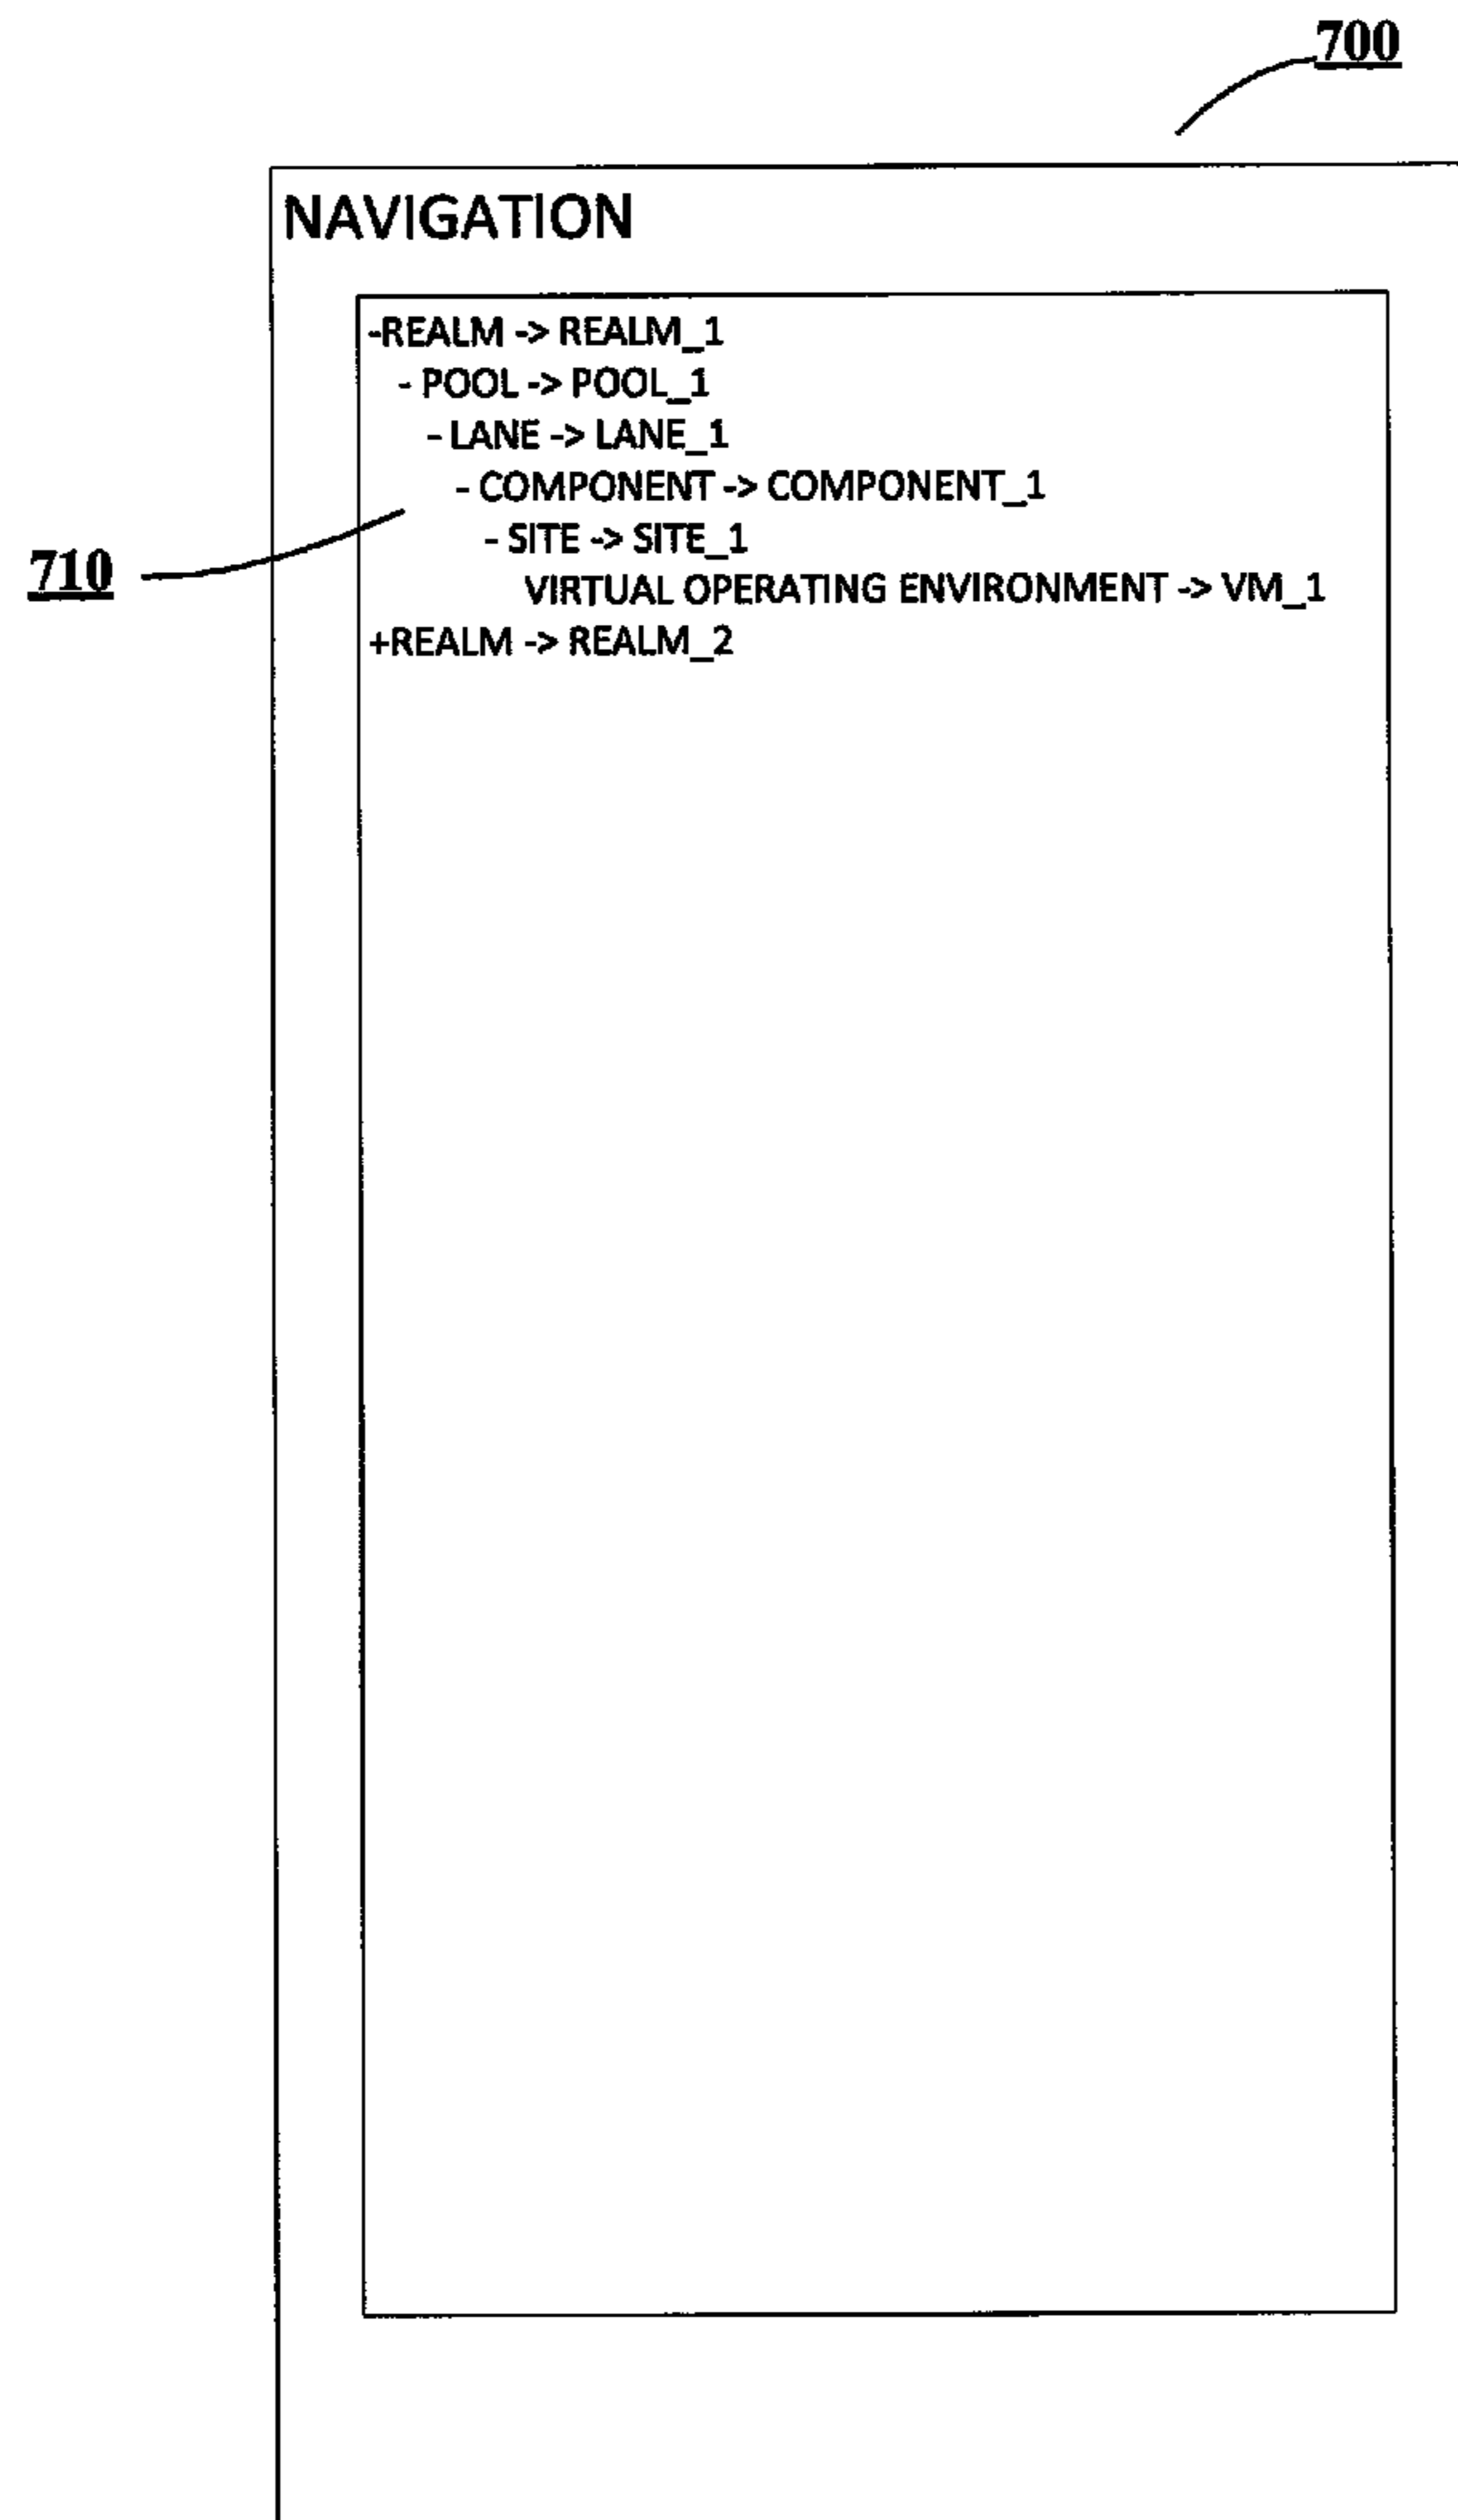 700
NAVIGATION
-REALM -> REALM_1
- POOL -> POOL_1
- LANE -> LANE_1
- COMPONENT -> COMPONENT_1
- SITE -> SITE_1
710
VIRTUAL OPERATING ENVIRONMENT -> VM_1
+REALM -> REALM_2